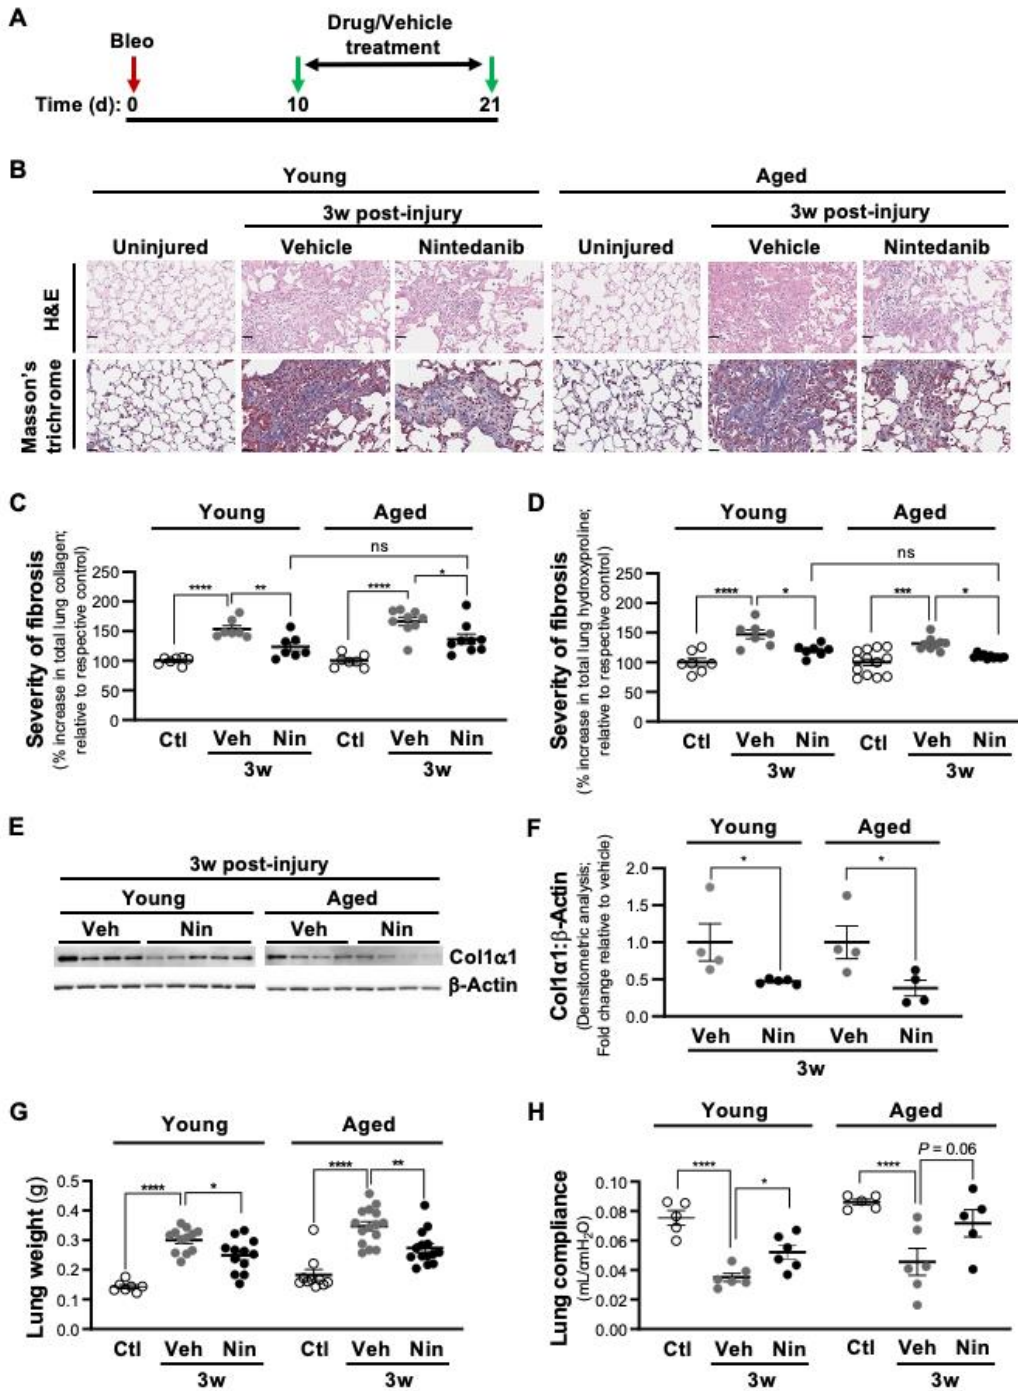 A
Drug/Vehicle
treatment
Bleo
Time (d): 0 10 21
B
Young Aged
3w post-injury 3w post-injury
Uninjured Vehicle Nintedanib Uninjured Vehicle Nintedanib
H&E
Masson's
trichrome
C
Young Aged
ns
**** ** **** *
Severity of fibrosis
(% increase in total lung collagen;
relative to respective control)
250
200
150
100
50
0
Ctl Veh Nin Ctl Veh Nin
3w 3w
D
Young Aged
ns
**** * *** *
Severity of fibrosis
(% increase in total lung hydroxyproline;
relative to respective control)
250
200
150
100
50
0
Ctl Veh Nin Ctl Veh Nin
3w 3w
E
3w post-injury
Young Aged
Veh Nin Veh Nin
Col1α1
β-Actin
F
Young Aged
* *
Col1α1:β-Actin
(Densitometric analysis;
Fold change relative to vehicle)
2.0
1.5
1.0
0.5
0.0
Veh Nin Veh Nin
3w
G
Young Aged
**** * **** **
Lung weight (g)
0.5
0.4
0.3
0.2
0.1
0.0
Ctl Veh Nin Ctl Veh Nin
3w 3w
H
Young Aged
**** * **** P = 0.06
Lung compliance
(mL/cmH2O)
0.10
0.08
0.06
0.04
0.02
0.00
Ctl Veh Nin Ctl Veh Nin
3w 3w